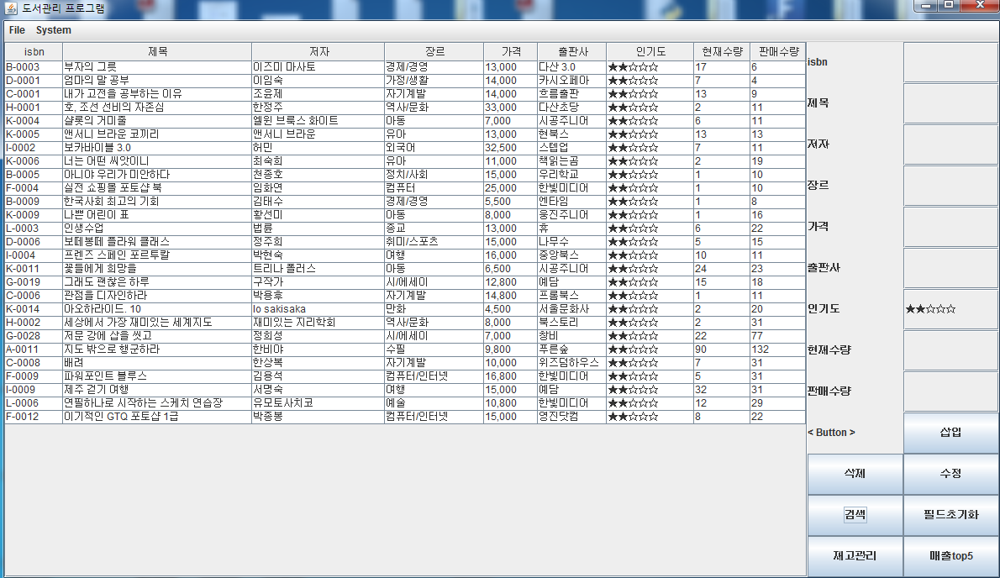 도서관리 프로그램
File System
isbn 제목 저자 장르 가격 출판사 인기도 현재수량 판매수량
B-0003 부자의 그릇 이즈미 마사토 경제/경영 13,000 다산 3.0 ★★☆☆☆ 17 6
D-0001 엄마의 말 공부 이임숙 가정/생활 14,000 카시오페아 ★★☆☆☆ 7 4
C-0001 내가 고전을 공부하는 이유 조윤제 자기계발 14,000 흐름출판 ★★☆☆☆ 13 9
H-0001 호, 조선 선비의 자존심 한정주 역사/문화 33,000 다산초당 ★★☆☆☆ 2 11
K-0004 샬롯의 거미줄 엘윈 브룩스 화이트 아동 7,000 시공주니어 ★★☆☆☆ 6 11
K-0005 앤서니 브라운 코끼리 앤서니 브라운 유아 13,000 현북스 ★★☆☆☆ 13 13
I-0002 보카바이블 3.0 허민 외국어 32,500 스텝업 ★★☆☆☆ 7 11
K-0006 너는 어떤 씨앗이니 최숙희 유아 11,000 책읽는곰 ★★☆☆☆ 2 19
B-0005 아니야 우리가 미안하다 천종호 정치/사회 15,000 우리학교 ★★☆☆☆ 1 10
F-0004 실전 쇼핑몰 포토샵 북 임화연 컴퓨터 25,000 한빛미디어 ★★☆☆☆ 1 10
B-0009 한국사회 최고의 기회 김태수 경제/경영 5,500 엔타임 ★★☆☆☆ 1 8
K-0009 나쁜 어린이 표 황선미 아동 8,000 웅진주니어 ★★☆☆☆ 1 16
L-0003 인생수업 법륜 종교 13,000 휴 ★★☆☆☆ 6 22
D-0006 보떼봉떼 플라워 클래스 정주희 취미/스포츠 15,000 나무수 ★★☆☆☆ 5 15
I-0004 프렌즈 스페인 포르투칼 박현숙 여행 16,000 중앙북스 ★★☆☆☆ 10 11
K-0011 꽃들에게 희망을 트리나 폴러스 아동 6,500 시공주니어 ★★☆☆☆ 24 23
G-0019 그래도 괜찮은 하루 구작가 시/에세이 12,800 예담 ★★☆☆☆ 15 18
C-0006 관점을 디자인하라 박용후 자기계발 14,800 프롬북스 ★★☆☆☆ 1 11
K-0014 아오하라이드. 10 Io sakisaka 만화 4,500 서울문화사 ★★☆☆☆ 2 20
H-0002 세상에서 가장 재미있는 세계지도 재미있는 지리학회 역사/문화 8,000 북스토리 ★★☆☆☆ 2 31
G-0028 저문 강에 삽을 씻고 정희성 시/에세이 7,000 창비 ★★☆☆☆ 22 77
A-0011 지도 밖으로 행군하라 한비야 수필 9,800 푸른숲 ★★☆☆☆ 90 132
C-0008 배려 한상복 자기계발 10,000 위즈덤하우스 ★★☆☆☆ 7 31
F-0009 파워포인트 블루스 김용석 컴퓨터/인터넷 16,800 한빛미디어 ★★☆☆☆ 5 31
I-0009 제주 걷기 여행 서명숙 여행 15,000 예담 ★★☆☆☆ 32 31
L-0006 연필하나로 시작하는 스케치 연습장 유모토사치코 예술 10,800 한빛미디어 ★★☆☆☆ 12 29
F-0012 이기적인 GTQ 포토샵 1급 박종봉 컴퓨터/인터넷 15,000 영진닷컴 ★★☆☆☆ 8 22
isbn
제목
저자
장르
가격
출판사
인기도 ★★☆☆☆
현재수량
판매수량
< Button > 삽입
삭제 수정
검색 필드초기화
재고관리 매출top5